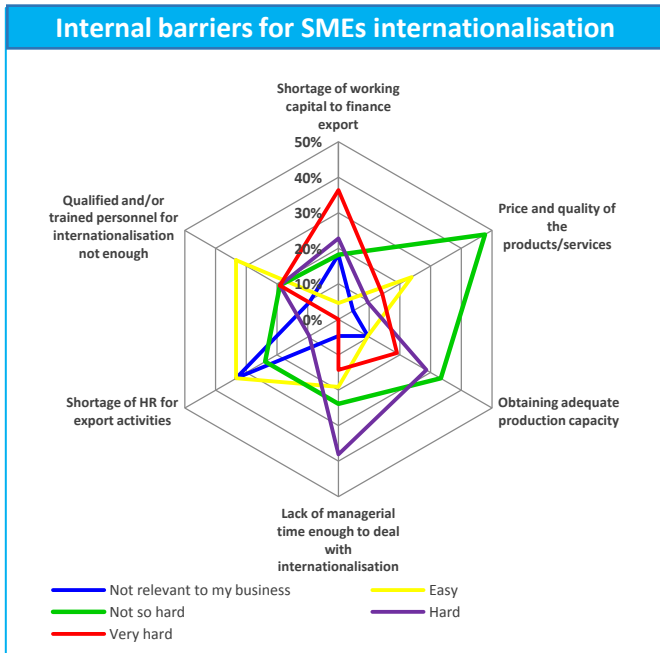 Internal barriers for SMEs internationalisation
Shortage of working
capital to finance
export
50%
40%
30%
20%
10%
0%
Price and quality of
the
products/services
Obtaining adequate
production capacity
Lack of managerial
time enough to deal
with
internationalisation
Shortage of HR for
export activities
Qualified and/or
trained personnel for
internationalisation
not enough
Not relevant to my business
Easy
Not so hard
Hard
Very hard